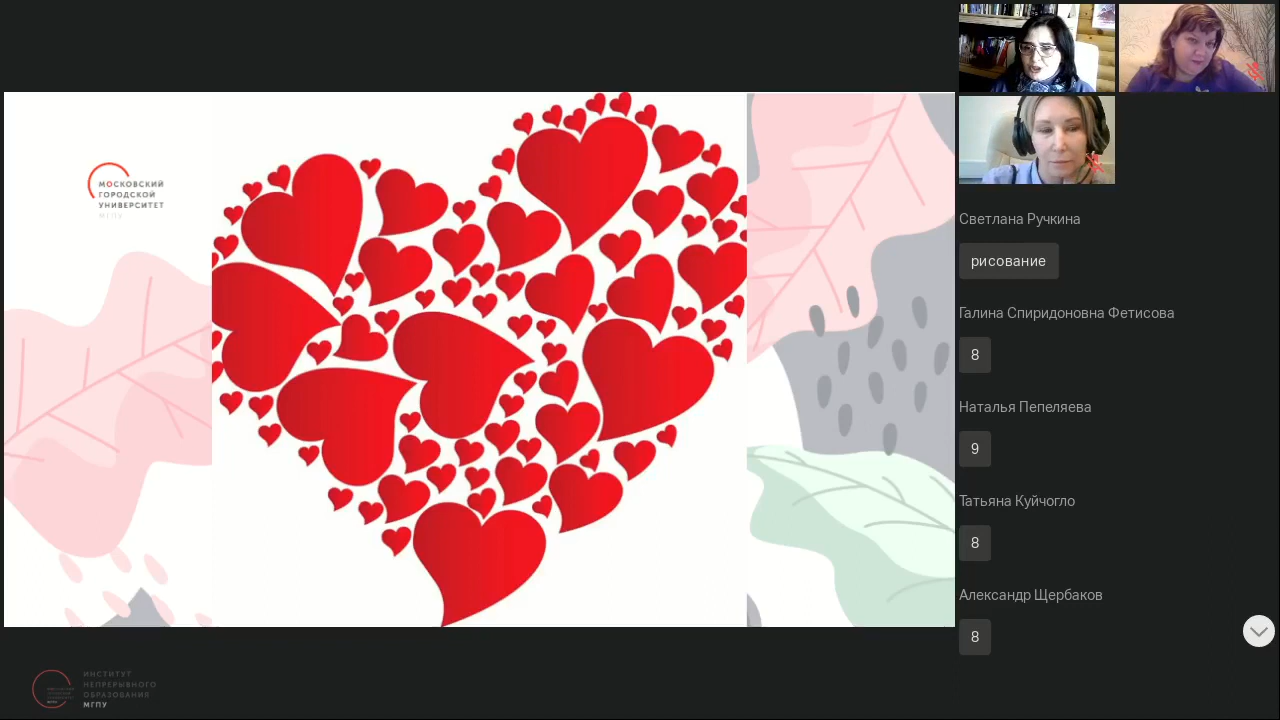 МОСКОВСКИЙ
ГОРОДСКОЙ
УНИВЕРСИТЕТ
МГПУ
Светлана Ручкина
рисование
Галина Спиридоновна Фетисова
8
Наталья Пепеляева
9
Татьяна Куйчогло
8
Александр Щербаков
8
ИНСТИТУТ
НЕПРЕРЫВНОГО
ОБРАЗОВАНИЯ
МГПУ